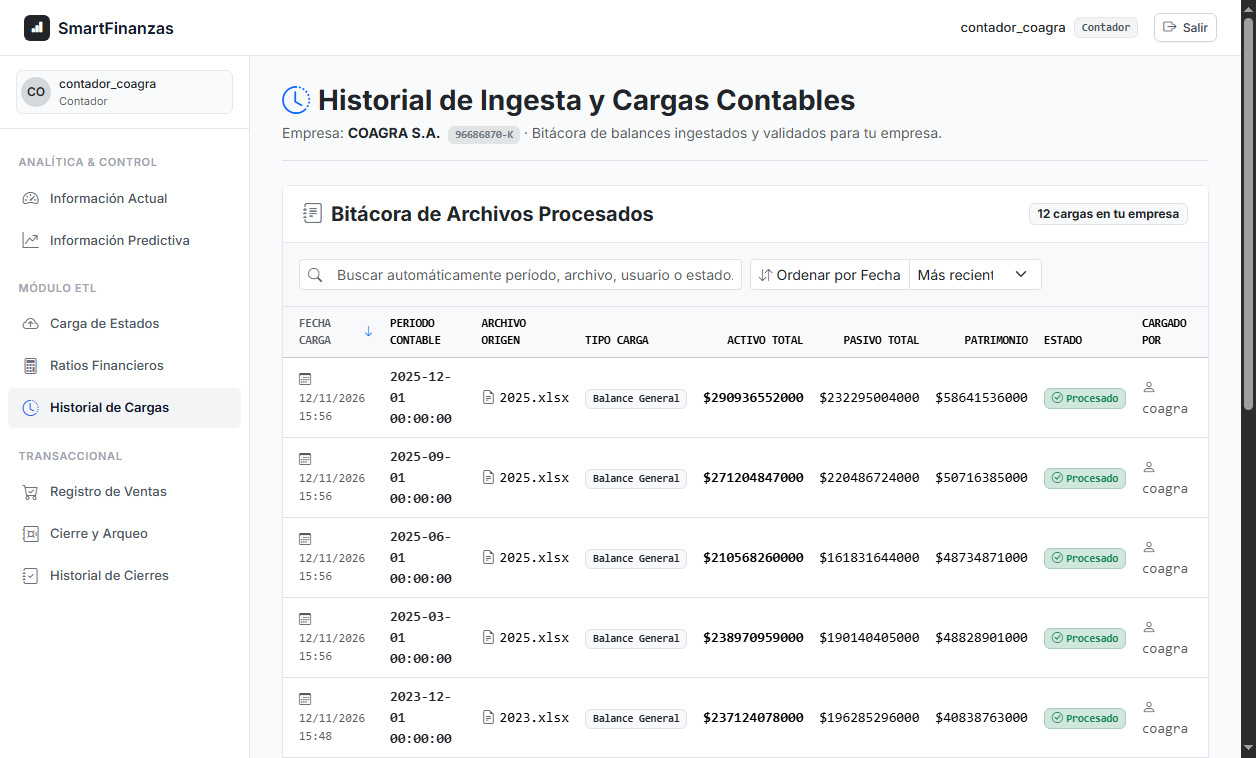 SmartFinanzas
contador_coagra Contador Salir
CO contador_coagra
Contador
ANALÍTICA & CONTROL
Información Actual
Información Predictiva
MÓDULO ETL
Carga de Estados
Ratios Financieros
Historial de Cargas
TRANSACCIONAL
Registro de Ventas
Cierre y Arqueo
Historial de Cierres
Historial de Ingesta y Cargas Contables
Empresa: COAGRA S.A. 96686870-K · Bitácora de balances ingestados y validados para tu empresa.
Bitácora de Archivos Procesados 12 cargas en tu empresa
Buscar automáticamente período, archivo, usuario o estado. Ordenar por Fecha Más recient
FECHA CARGA PERIODO CONTABLE ARCHIVO ORIGEN TIPO CARGA ACTIVO TOTAL PASIVO TOTAL PATRIMONIO ESTADO CARGADO POR
12/11/2026 15:56 2025-12-01 00:00:00 2025.xlsx Balance General $290936552000 $232295004000 $58641536000 Procesado coagra
12/11/2026 15:56 2025-09-01 00:00:00 2025.xlsx Balance General $271204847000 $220486724000 $50716385000 Procesado coagra
12/11/2026 15:56 2025-06-01 00:00:00 2025.xlsx Balance General $210568260000 $161831644000 $48734871000 Procesado coagra
12/11/2026 15:56 2025-03-01 00:00:00 2025.xlsx Balance General $238970959000 $190140405000 $48828901000 Procesado coagra
12/11/2026 15:48 2023-12-01 00:00:00 2023.xlsx Balance General $237124078000 $196285296000 $40838763000 Procesado coagra